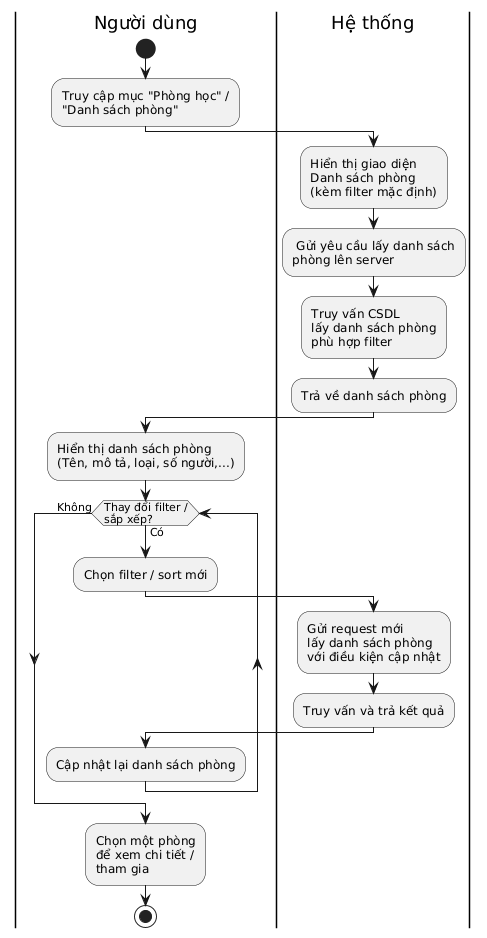 Người dùng
Hệ thống
Truy cập mục "Phòng học" /
"Danh sách phòng"
Hiển thị giao diện
Danh sách phòng
(kèm filter mặc định)
Gửi yêu cầu lấy danh sách
phòng lên server
Truy vấn CSDL
lấy danh sách phòng
phù hợp filter
Trả về danh sách phòng
Hiển thị danh sách phòng
(Tên, mô tả, loại, số người,...)
Không
Thay đổi filter /
sắp xếp?
Có
Chọn filter / sort mới
Gửi request mới
lấy danh sách phòng
với điều kiện cập nhật
Truy vấn và trả kết quả
Cập nhật lại danh sách phòng
Chọn một phòng
để xem chi tiết /
tham gia